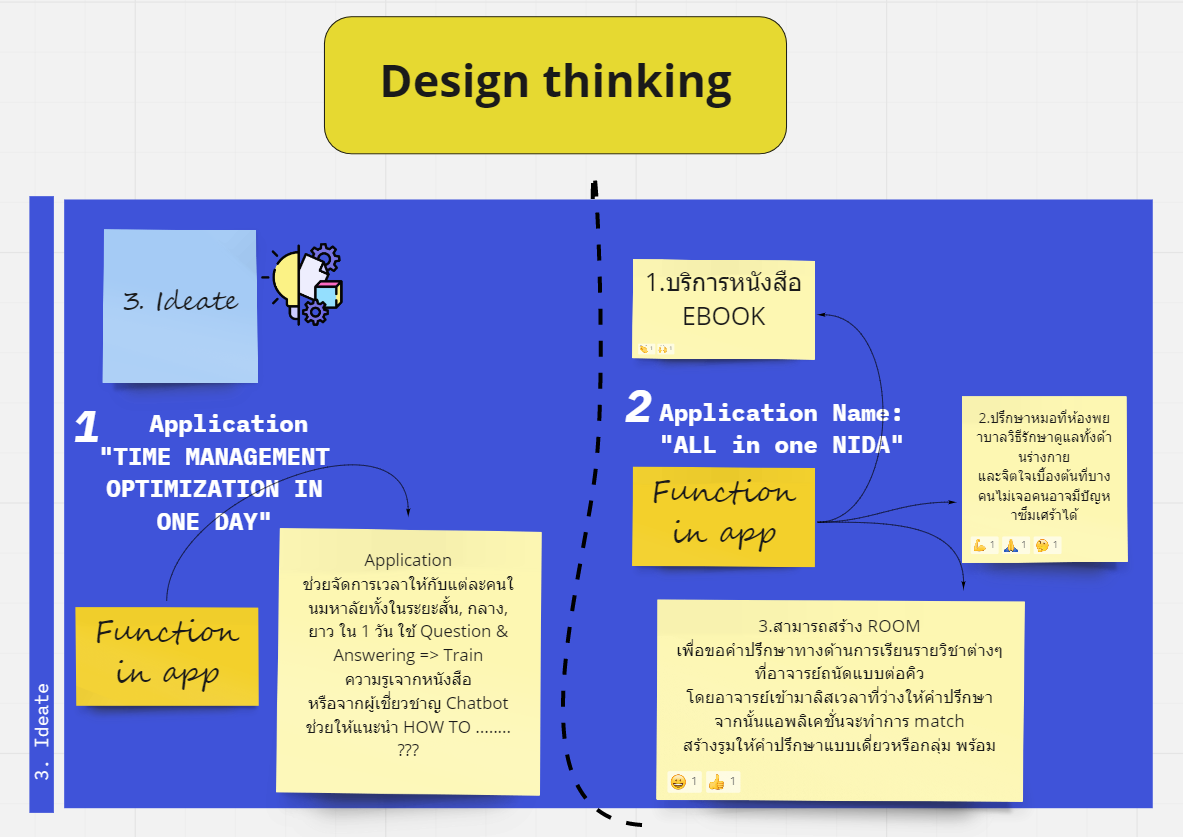 Design thinking
3. Ideate
3. Ideate
1
Application
"TIME MANAGEMENT
OPTIMIZATION IN
ONE DAY"
Function
in app
Application
ช่วยจัดการเวลาให้กับแต่ละคนใ
นมหาลัยทั้งในระยะสั้น, กลาง,
ยาว ใน 1 วัน ใช้ Question &
Answering => Train
ความรูเจากหนังสือ
หรือจากผู้เชี่ยวชาญ Chatbot
ช่วยให้แนะนำ HOW TO ........
???
1.บริการหนังสือ
EBOOK
1 1
2
Application Name:
"ALL in one NIDA"
Function
in app
2.ปรึกษาหมอที่ห้องพย
าบาลวิธีรักษาดูแลทั้งด้า
นร่างกาย
และจิตใจเบื้องต้นที่บาง
คนไม่เจอคนอาจมีปัญห
าซึมเศร้าได้
1 1 1
3.สามารถสร้าง ROOM
เพื่อขอคำปรึกษาทางด้านการเรียนรายวิชาต่างๆ
ที่อาจารย์ถนัดแบบต่อคิว
โดยอาจารย์เข้ามาลิสเวลาที่ว่างให้คำปรึกษา
จากนั้นแอพลิเคชั่นจะทำการ match
สร้างรูมให้คำปรึกษาแบบเดี่ยวหรือกลุ่ม พร้อม
1 1